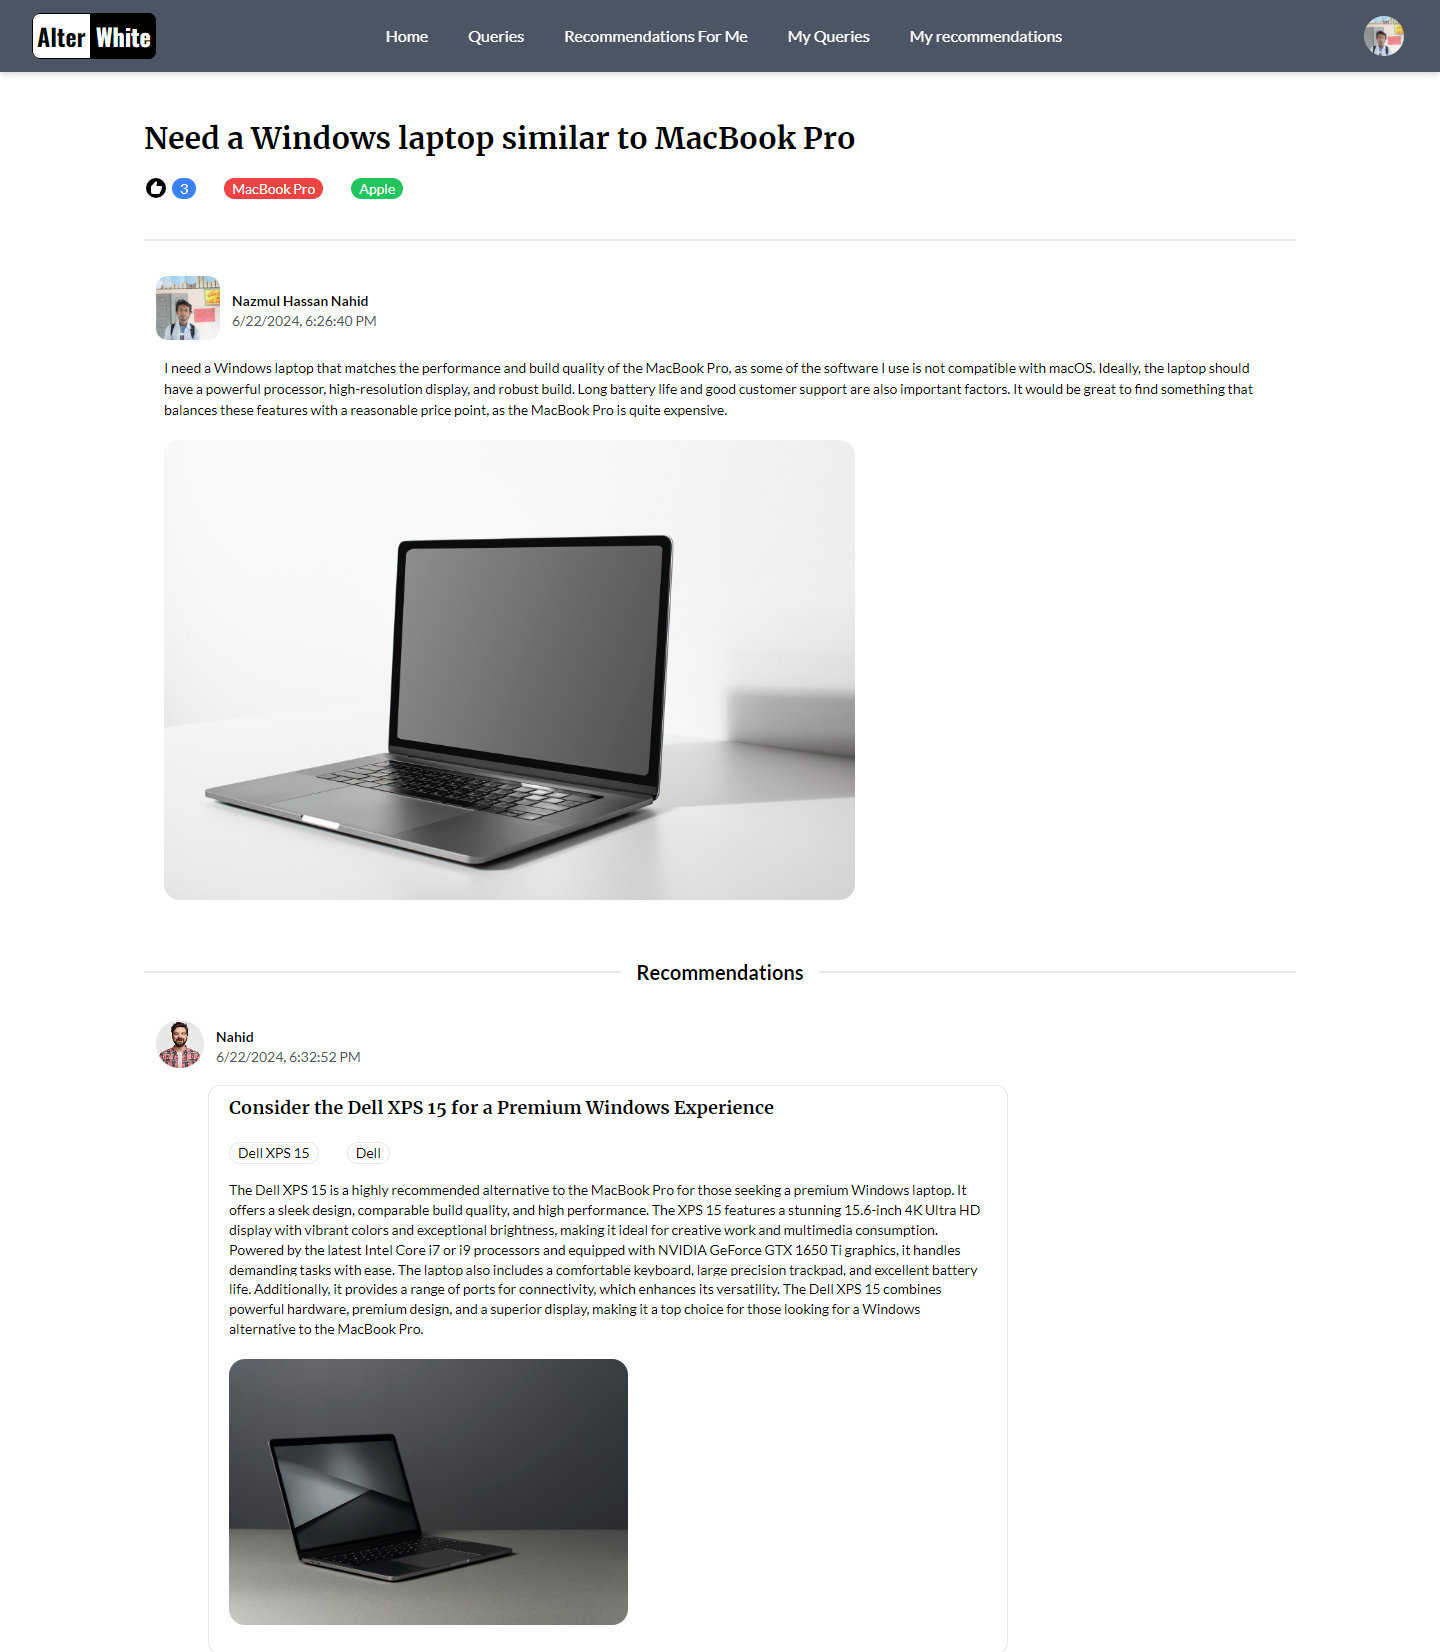 Alter White
Home
Queries
Recommendations For Me
My Queries
My recommendations
Need a Windows laptop similar to MacBook Pro
3
MacBook Pro
Apple
Nazmul Hassan Nahid
6/22/2024, 6:26:40 PM
I need a Windows laptop that matches the performance and build quality of the MacBook Pro, as some of the software I use is not compatible with macOS. Ideally, the laptop should
have a powerful processor, high-resolution display, and robust build. Long battery life and good customer support are also important factors. It would be great to find something that
balances these features with a reasonable price point, as the MacBook Pro is quite expensive.
Recommendations
Nahid
6/22/2024, 6:32:52 PM
Consider the Dell XPS 15 for a Premium Windows Experience
Dell XPS 15
Dell
The Dell XPS 15 is a highly recommended alternative to the MacBook Pro for those seeking a premium Windows laptop. It
offers a sleek design, comparable build quality, and high performance. The XPS 15 features a stunning 15.6-inch 4K Ultra HD
display with vibrant colors and exceptional brightness, making it ideal for creative work and multimedia consumption.
Powered by the latest Intel Core i7 or i9 processors and equipped with NVIDIA GeForce GTX 1650 Ti graphics, it handles
demanding tasks with ease. The laptop also includes a comfortable keyboard, large precision trackpad, and excellent battery
life. Additionally, it provides a range of ports for connectivity, which enhances its versatility. The Dell XPS 15 combines
powerful hardware, premium design, and a superior display, making it a top choice for those looking for a Windows
alternative to the MacBook Pro.